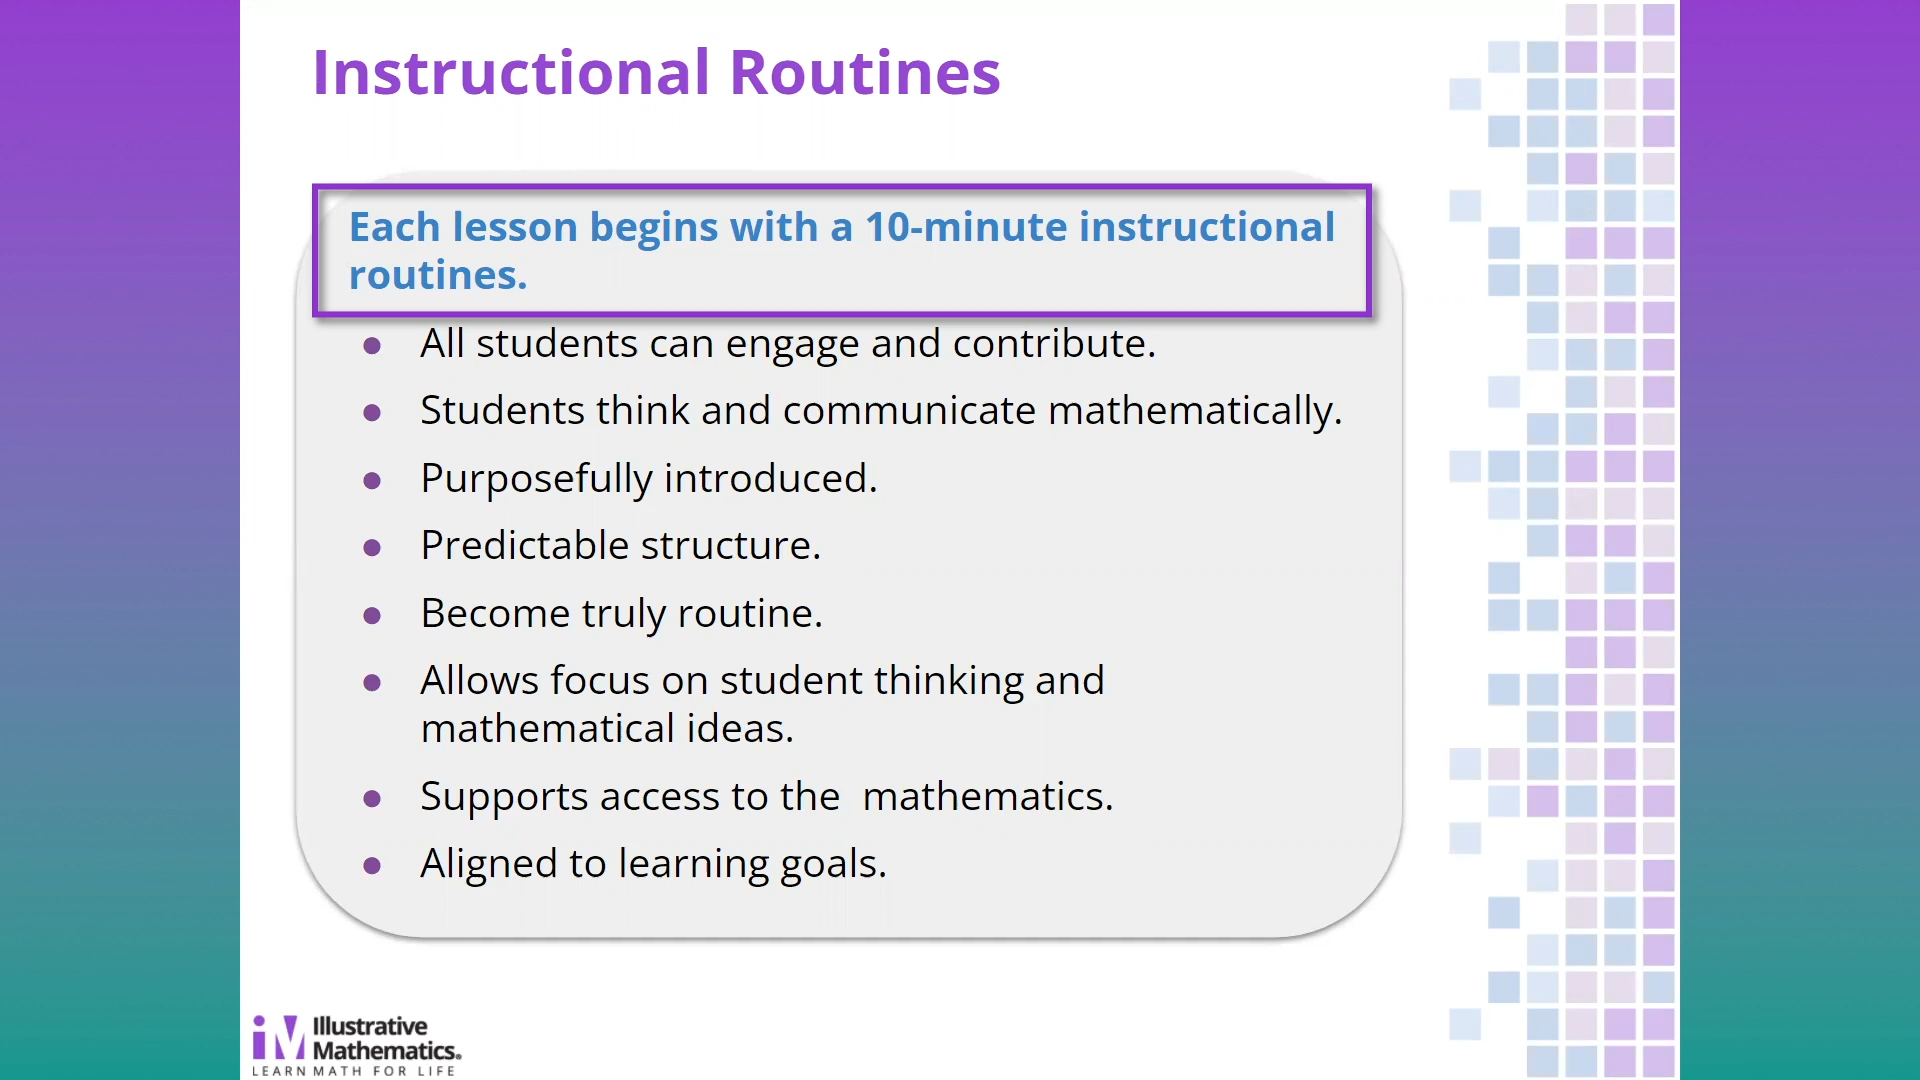 Instructional Routines
Each lesson begins with a 10-minute instructional
routines.
● All students can engage and contribute.
● Students think and communicate mathematically.
● Purposefully introduced.
● Predictable structure.
● Become truly routine.
● Allows focus on student thinking and
mathematical ideas.
● Supports access to the  mathematics.
● Aligned to learning goals.
iM Illustrative
Mathematics®
LEARN MATH FOR LIFE